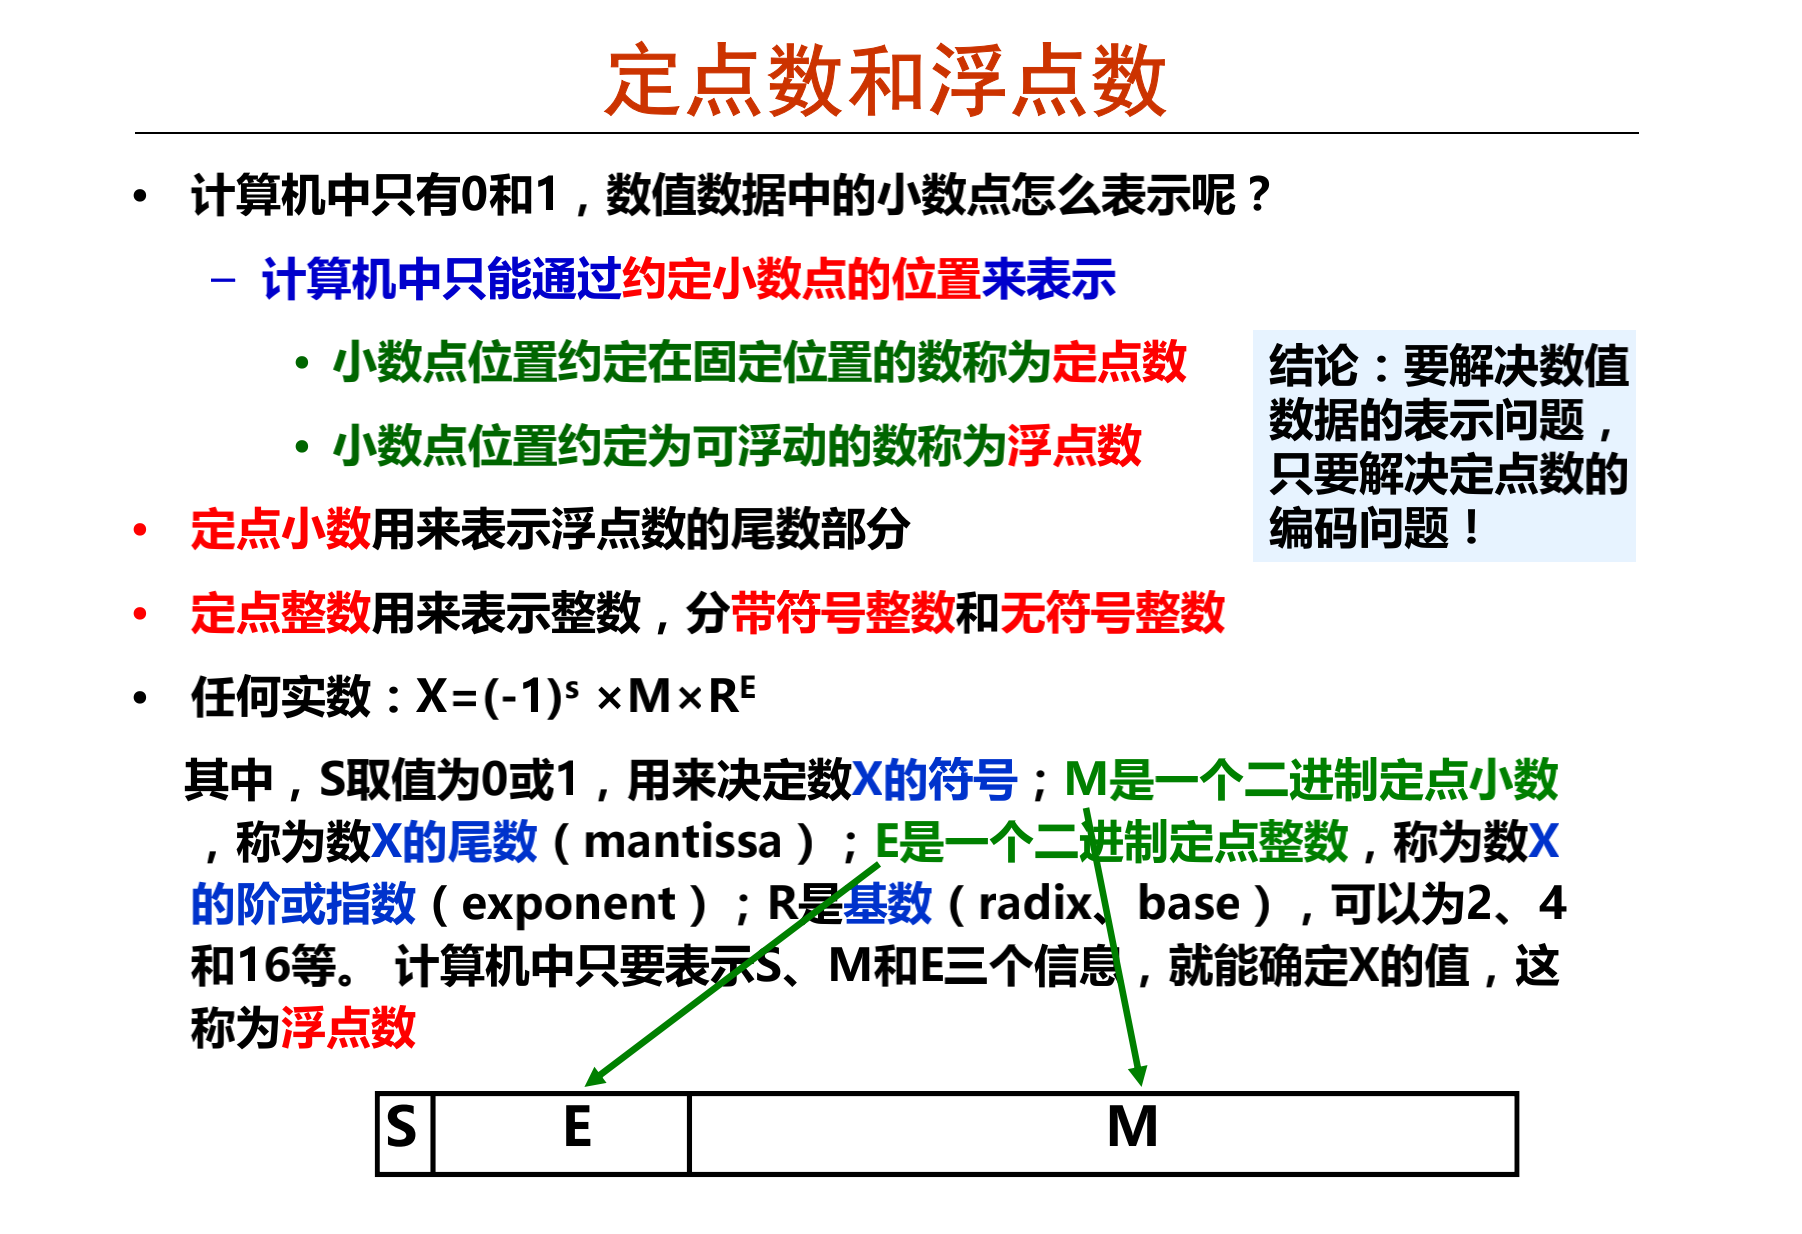 定点数和浮点数
• 计算机中只有0和1，数值数据中的小数点怎么表示呢？
– 计算机中只能通过约定小数点的位置来表示
• 小数点位置约定在固定位置的数称为定点数
• 小数点位置约定为可浮动的数称为浮点数
结论：要解决数值
数据的表示问题，
只要解决定点数的
编码问题！
• 定点小数用来表示浮点数的尾数部分
• 定点整数用来表示整数，分带符号整数和无符号整数
• 任何实数：X=(-1)ˢ ×M×Rᴱ
其中，S取值为0或1，用来决定数X的符号；M是一个二进制定点小数
，称为数X的尾数（mantissa）；E是一个二进制定点整数，称为数X
的阶或指数（exponent）；R是基数（radix、base），可以为2、4
和16等。 计算机中只要表示S、M和E三个信息，就能确定X的值，这
称为浮点数
S E M